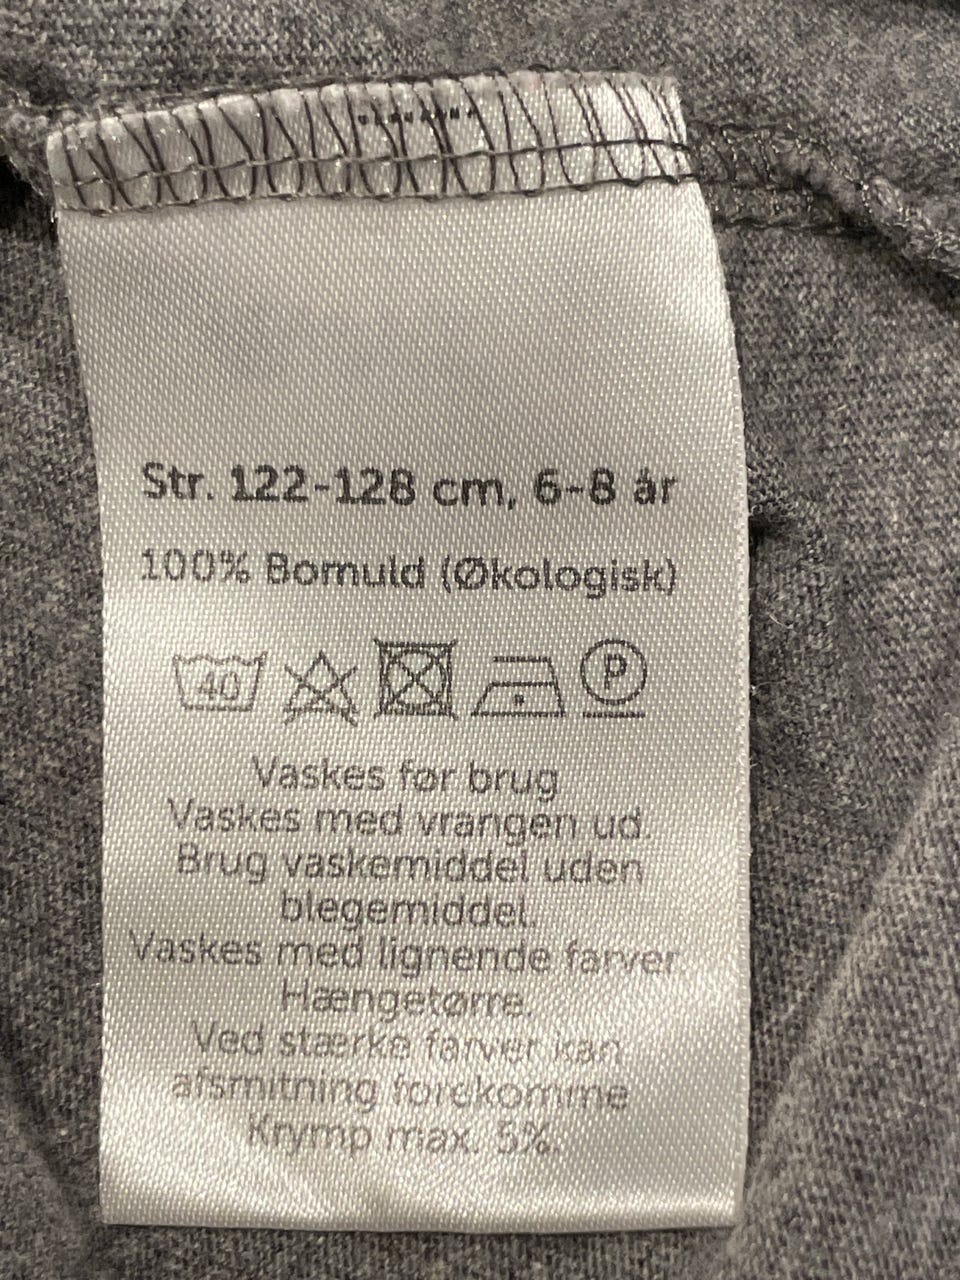 Str. 122-128 cm, 6-8 år
100% Bomuld (Økologisk)
40 P
Vaskes før brug
Vaskes med vrangen ud.
Brug vaskemiddel uden
blegemiddel.
Vaskes med lignende farver
Hængetørre.
Ved stærke farver kan
afsmitning forekomme
Krymp max. 5%.